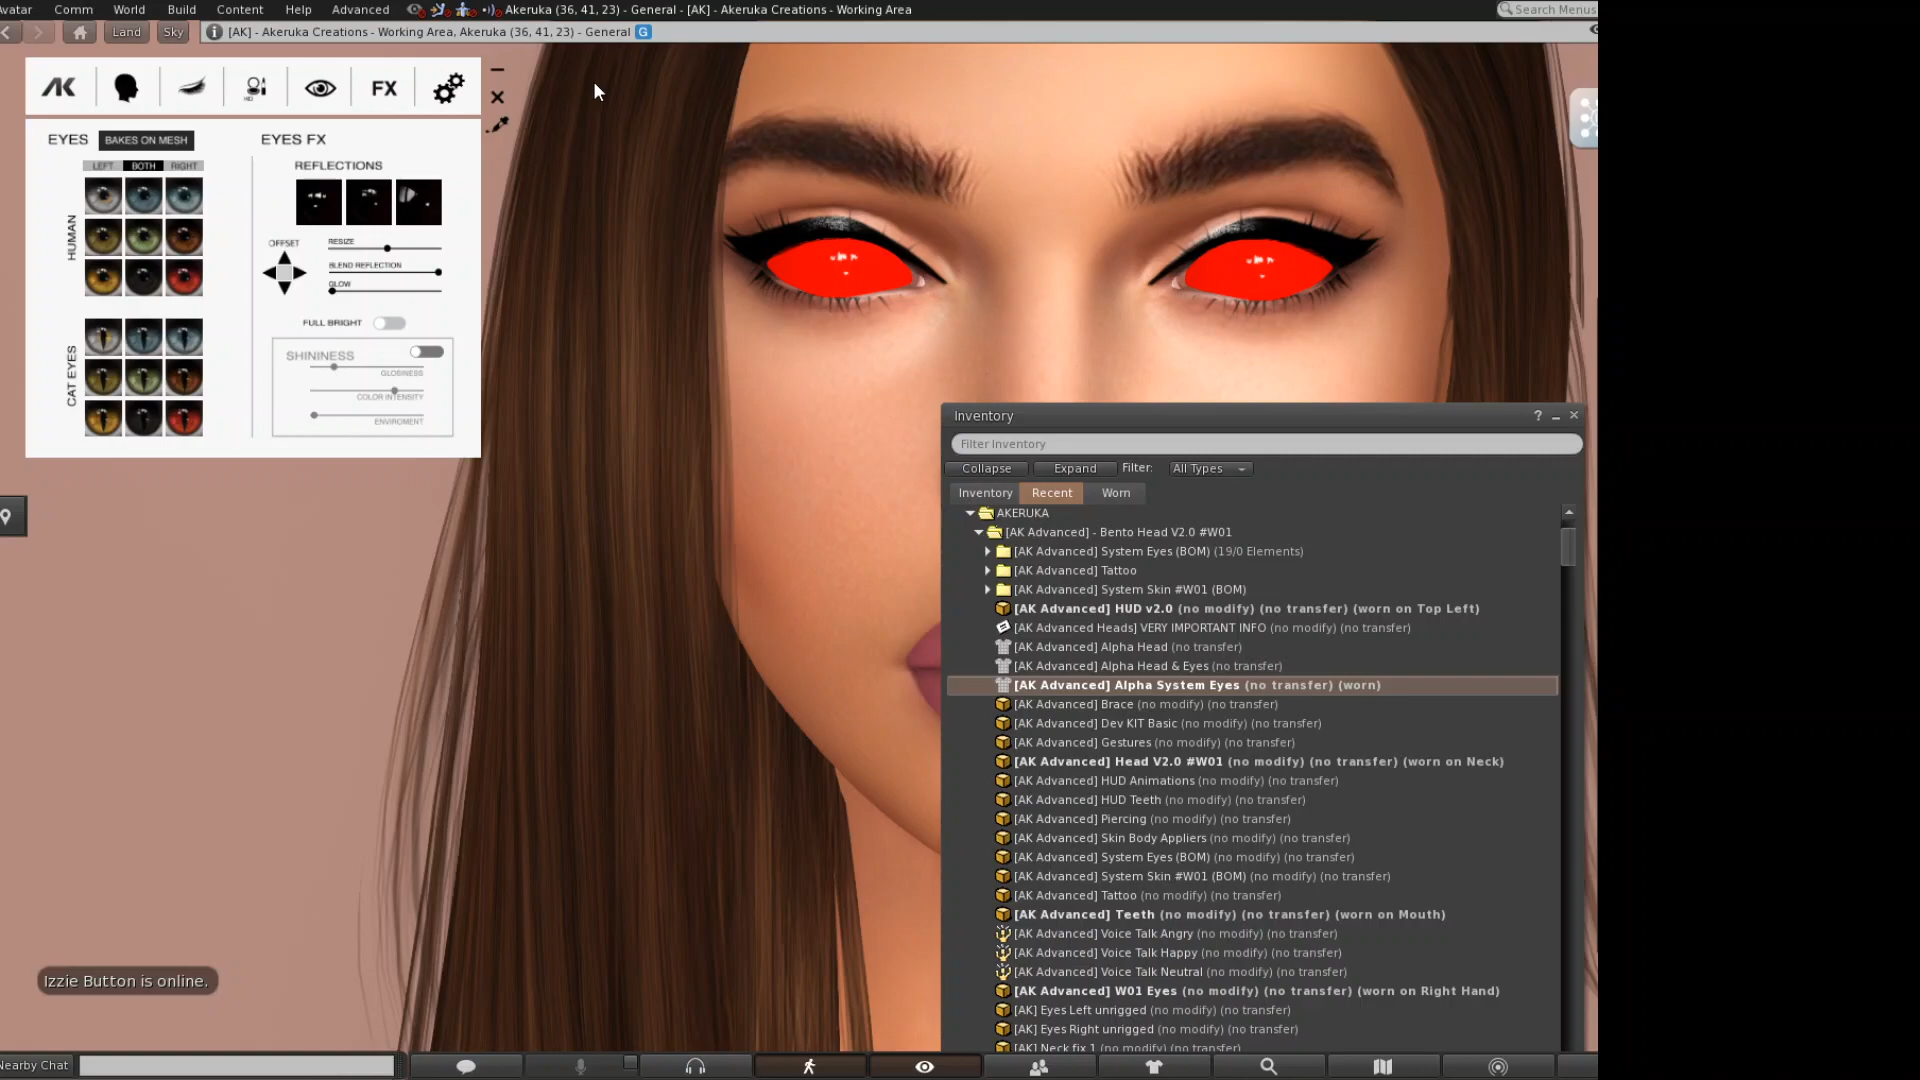 Avatar Comm World Build Content Help Advanced Akeruka (36, 41, 23) - General - [AK] - Akeruka Creations - Working Area Search Menus
Land Sky [AK] - Akeruka Creations - Working Area, Akeruka (36, 41, 23) - General G
AK FX
EYES BAKES ON MESH
LEFT BOTH RIGHT
HUMAN
CAT EYES
EYES FX
REFLECTIONS
OFFSET
RESIZE
BLEND REFLECTION
GLOW
FULL BRIGHT
SHININESS
GLOSINESS
COLOR INTENSITY
ENVIROMENT
Inventory ?
Filter Inventory
Collapse Expand Filter: All Types
Inventory Recent Worn
AKERUKA
[AK Advanced] - Bento Head V2.0 #W01
[AK Advanced] System Eyes (BOM) (19/0 Elements)
[AK Advanced] Tattoo
[AK Advanced] System Skin #W01 (BOM)
[AK Advanced] HUD v2.0 (no modify) (no transfer) (worn on Top Left)
[AK Advanced Heads] VERY IMPORTANT INFO (no modify) (no transfer)
[AK Advanced] Alpha Head (no transfer)
[AK Advanced] Alpha Head & Eyes (no transfer)
[AK Advanced] Alpha System Eyes (no transfer) (worn)
[AK Advanced] Brace (no modify) (no transfer)
[AK Advanced] Dev KIT Basic (no modify) (no transfer)
[AK Advanced] Gestures (no modify) (no transfer)
[AK Advanced] Head V2.0 #W01 (no modify) (no transfer) (worn on Neck)
[AK Advanced] HUD Animations (no modify) (no transfer)
[AK Advanced] HUD Teeth (no modify) (no transfer)
[AK Advanced] Piercing (no modify) (no transfer)
[AK Advanced] Skin Body Appliers (no modify) (no transfer)
[AK Advanced] System Eyes (BOM) (no modify) (no transfer)
[AK Advanced] System Skin #W01 (BOM) (no modify) (no transfer)
[AK Advanced] Tattoo (no modify) (no transfer)
[AK Advanced] Teeth (no modify) (no transfer) (worn on Mouth)
[AK Advanced] Voice Talk Angry (no modify) (no transfer)
[AK Advanced] Voice Talk Happy (no modify) (no transfer)
[AK Advanced] Voice Talk Neutral (no modify) (no transfer)
[AK Advanced] W01 Eyes (no modify) (no transfer) (worn on Right Hand)
[AK] Eyes Left unrigged (no modify) (no transfer)
[AK] Eyes Right unrigged (no modify) (no transfer)
[AK] Neck fix 1 (no modify) (no transfer)
Izzie Button is online.
Nearby Chat